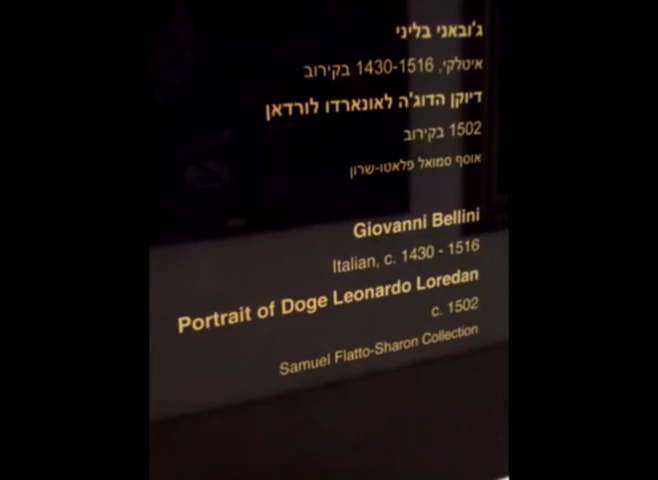 ג'ובאני בליני
איטלקי, 1430-1516 בקירוב
דיוקן הדוג'ה לאונארדו לורדאן
1502 בקירוב
אוסף סמואל פלאטו-שרון
Giovanni Bellini
Italian, c. 1430 - 1516
Portrait of Doge Leonardo Loredan
c. 1502
Samuel Flatto-Sharon Collection